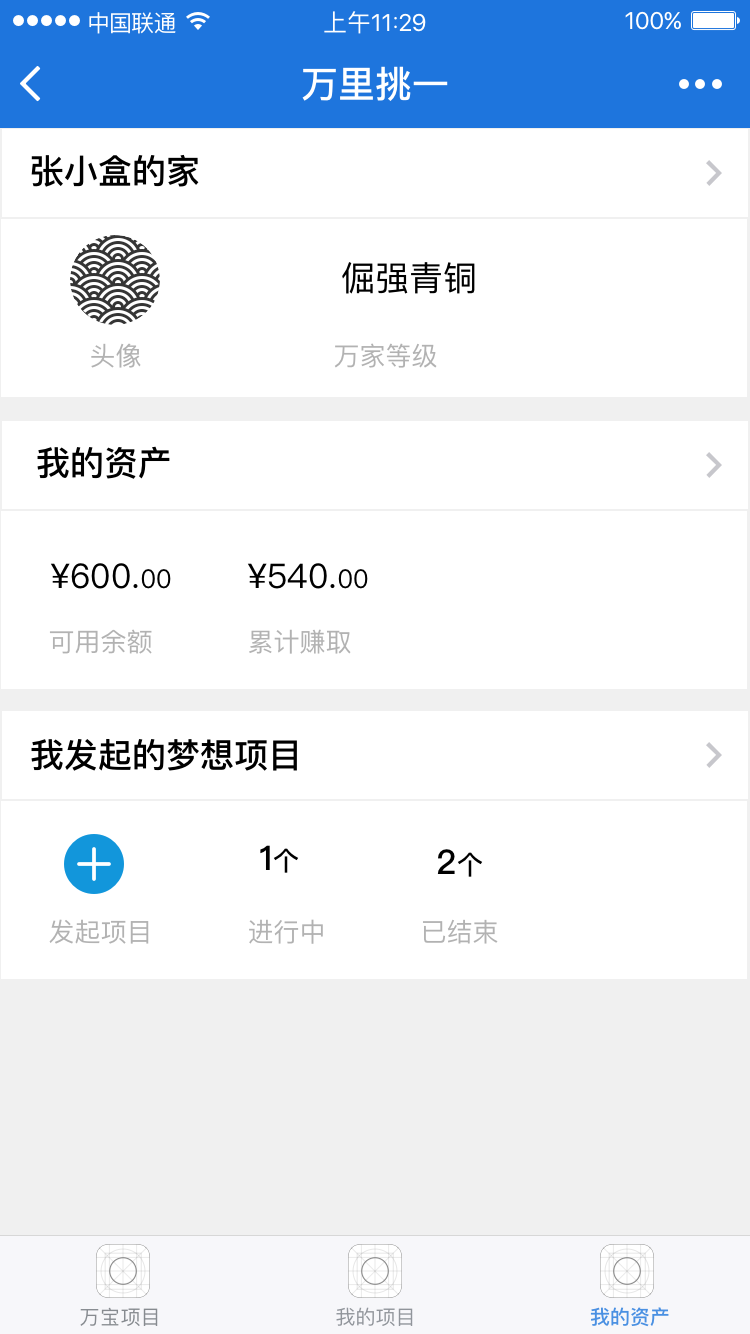 中国联通 上午11:29 100%
万里挑一
张小盒的家
倔强青铜
头像 万家等级
我的资产
¥600.00 ¥540.00
可用余额 累计赚取
我发起的梦想项目
1个 2个
发起项目 进行中 已结束
万宝项目 我的项目 我的资产